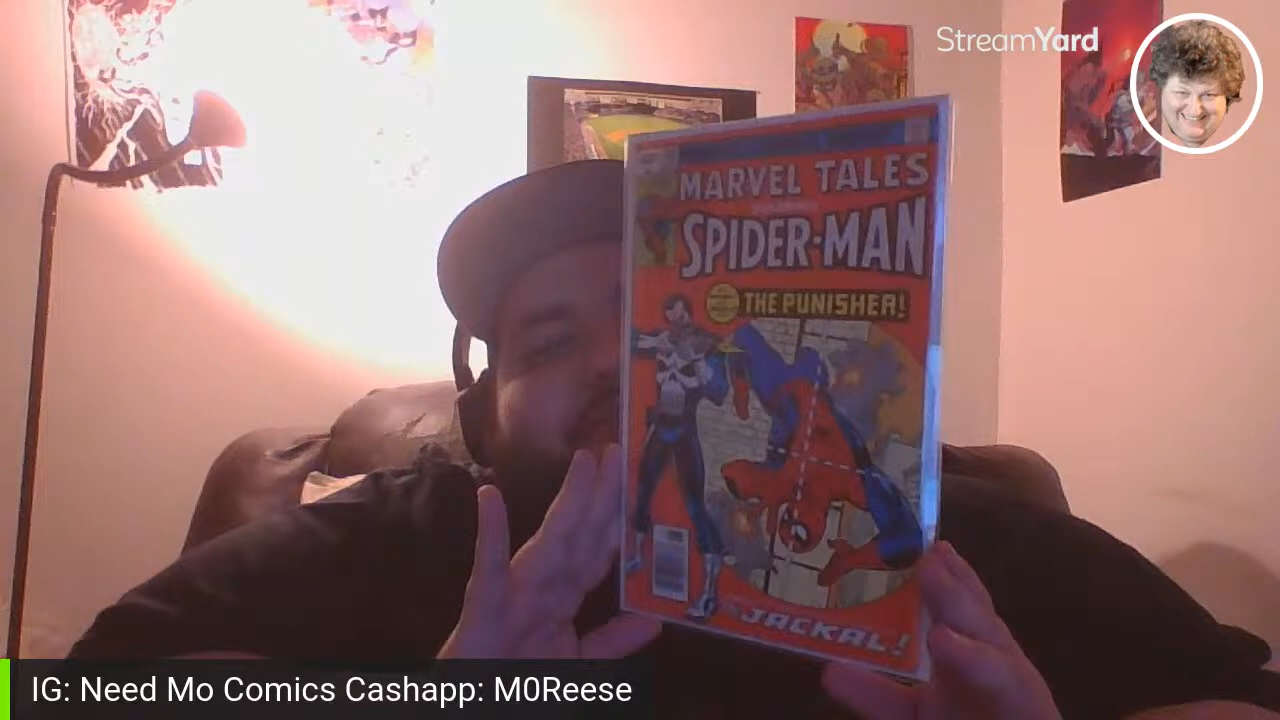 StreamYard
MARVEL TALES
SPIDER-MAN
THE PUNISHER!
JACKAL!
IG: Need Mo Comics Cashapp: M0Reese